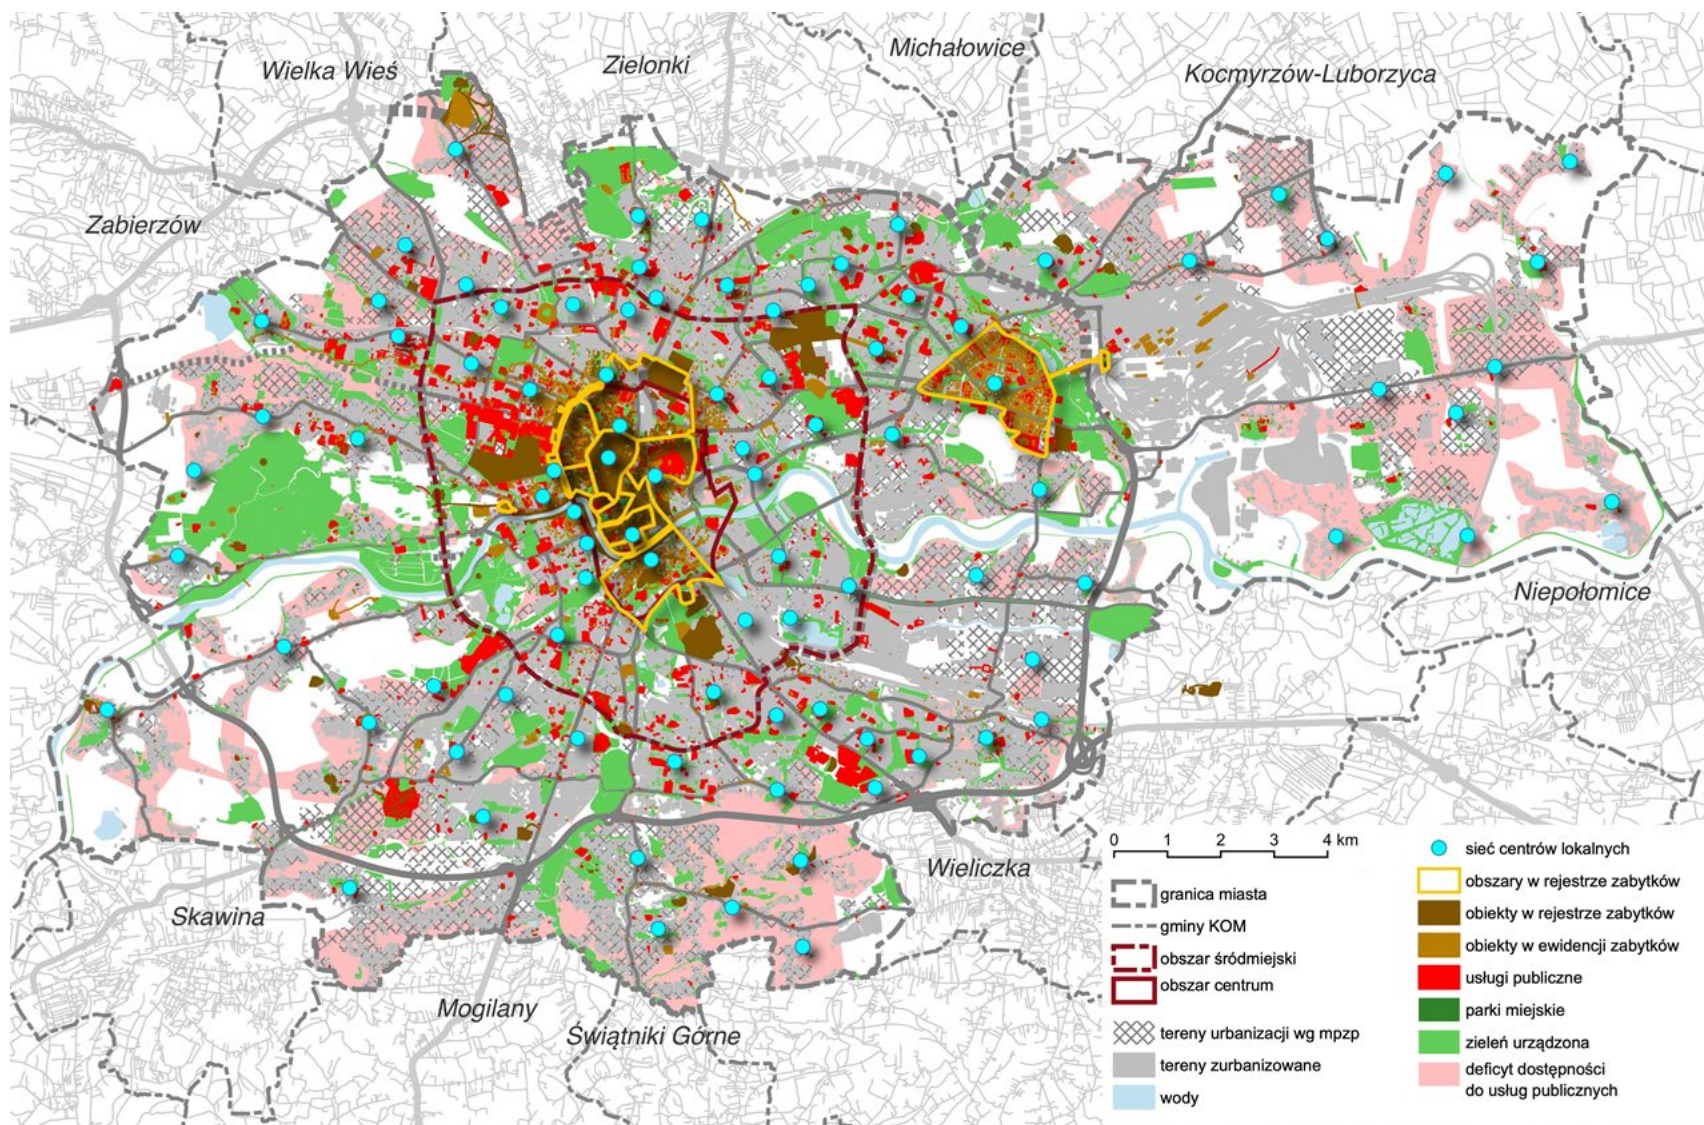 Michałowice
Wielka Wieś
Zielonki
Kocmyrzów-Luborzyca
Zabierzów
Niepołomice
Wieliczka
Skawina
Mogilany
Świątniki Górne
0 1 2 3 4 km
granica miasta
gminy KOM
obszar śródmiejski
obszar centrum
tereny urbanizacji wg mpzp
tereny zurbanizowane
wody
sieć centrów lokalnych
obszary w rejestrze zabytków
obiekty w rejestrze zabytków
obiekty w ewidencji zabytków
usługi publiczne
parki miejskie
zieleń urządzona
deficyt dostępności
do usług publicznych